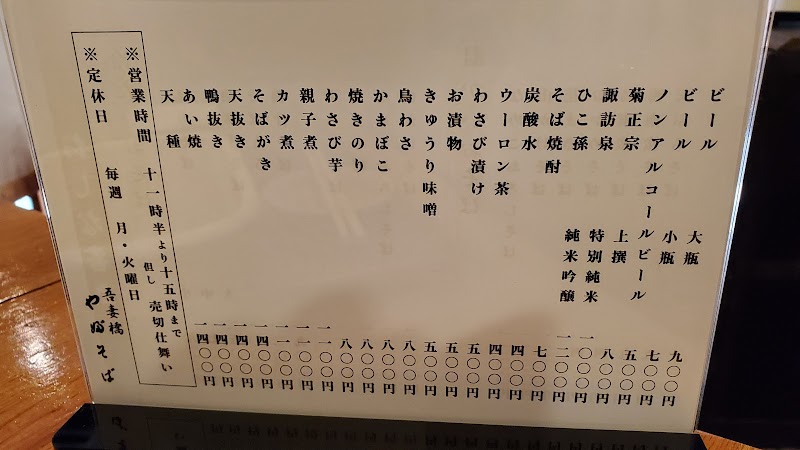 ビール 大瓶 九〇〇円
ビール 小瓶 七〇〇円
ノンアルコールビール 五〇〇円
菊正宗 上撰 八〇〇円
諏訪泉 特別純米 一〇〇〇円
ひこ孫 純米吟醸 一二〇〇円
そば焼酎 七〇〇円
炭酸水 四〇〇円
ウーロン茶 四〇〇円
わさび漬け 五〇〇円
お漬物 五〇〇円
きゅうり味噌 五〇〇円
鳥わさ 八〇〇円
かまぼこ 八〇〇円
焼きのり 八〇〇円
わさび芋 八〇〇円
親子煮 一一〇〇円
カツ煮 一一〇〇円
そばがき 一一〇〇円
天抜き 一四〇〇円
鴨抜き 一四〇〇円
あい焼 一四〇〇円
天種 一四〇〇円
※営業時間 十一時半より十五時まで
但し 売切仕舞い
※定休日 毎週 月・火曜日
吾妻橋
やぶそば